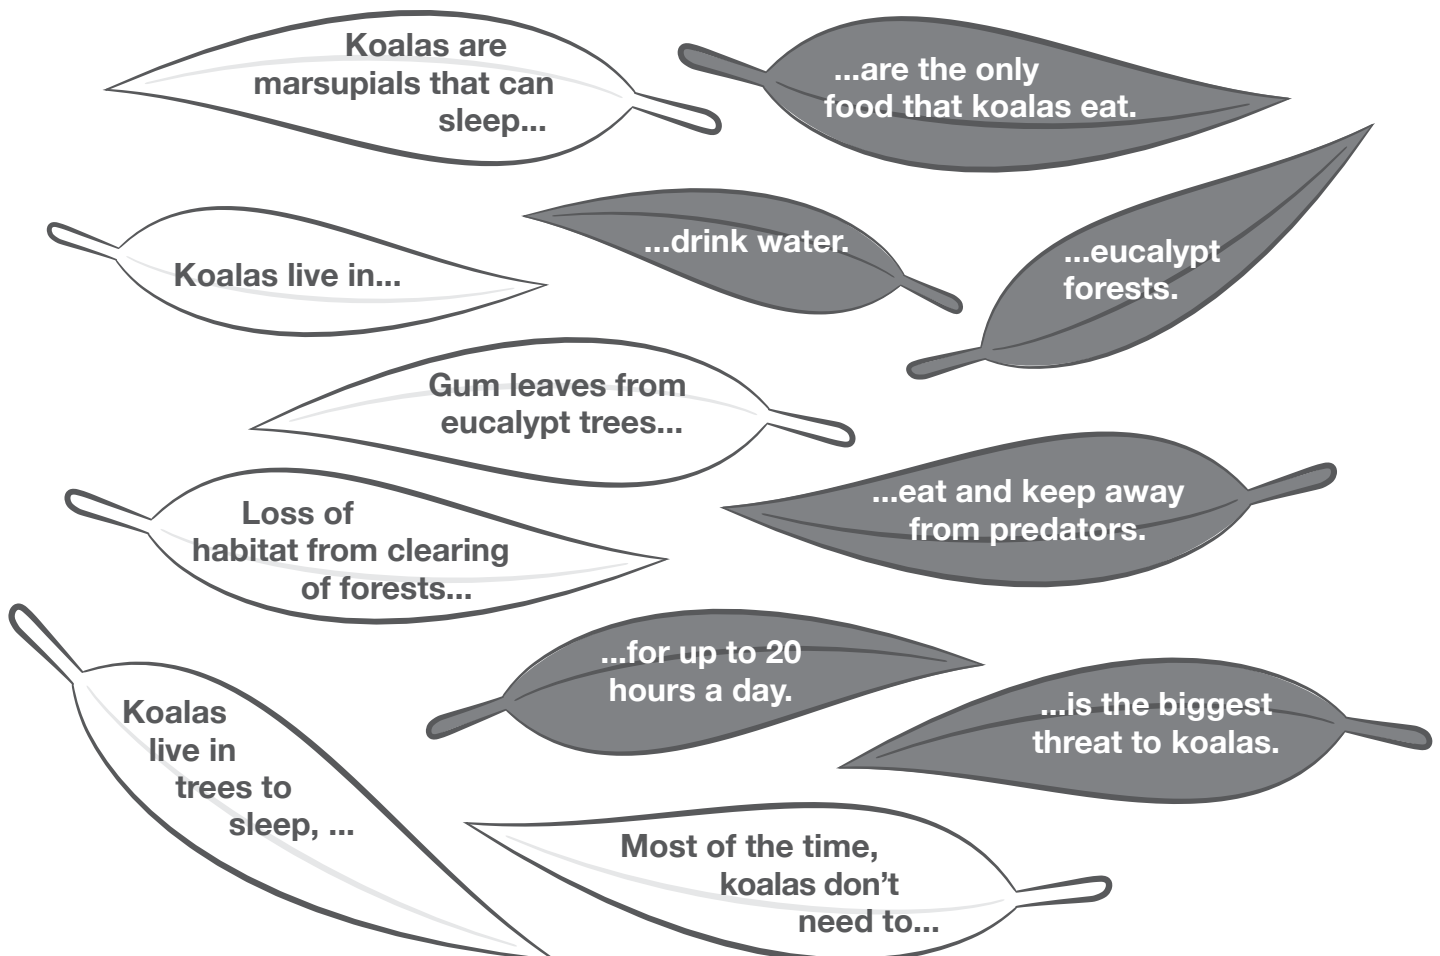 Koalas are
marsupials that can
sleep...
...are the only
food that koalas eat.
Koalas live in...
...drink water.
...eucalypt
forests.
Gum leaves from
eucalypt trees...
Loss of
habitat from clearing
of forests...
...eat and keep away
from predators.
Koalas
live in
trees to
sleep, ...
...for up to 20
hours a day.
...is the biggest
threat to koalas.
Most of the time,
koalas don’t
need to...